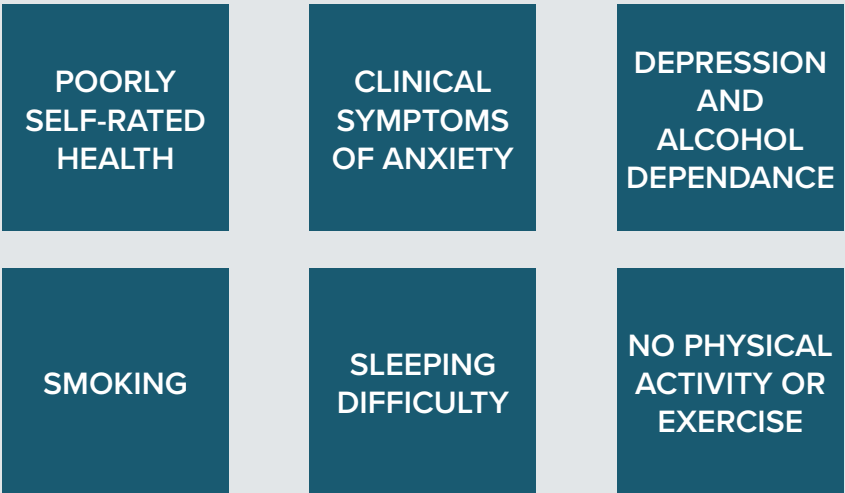 POORLY
SELF-RATED
HEALTH
CLINICAL
SYMPTOMS
OF ANXIETY
DEPRESSION
AND
ALCOHOL
DEPENDANCE
SMOKING
SLEEPING
DIFFICULTY
NO PHYSICAL
ACTIVITY OR
EXERCISE